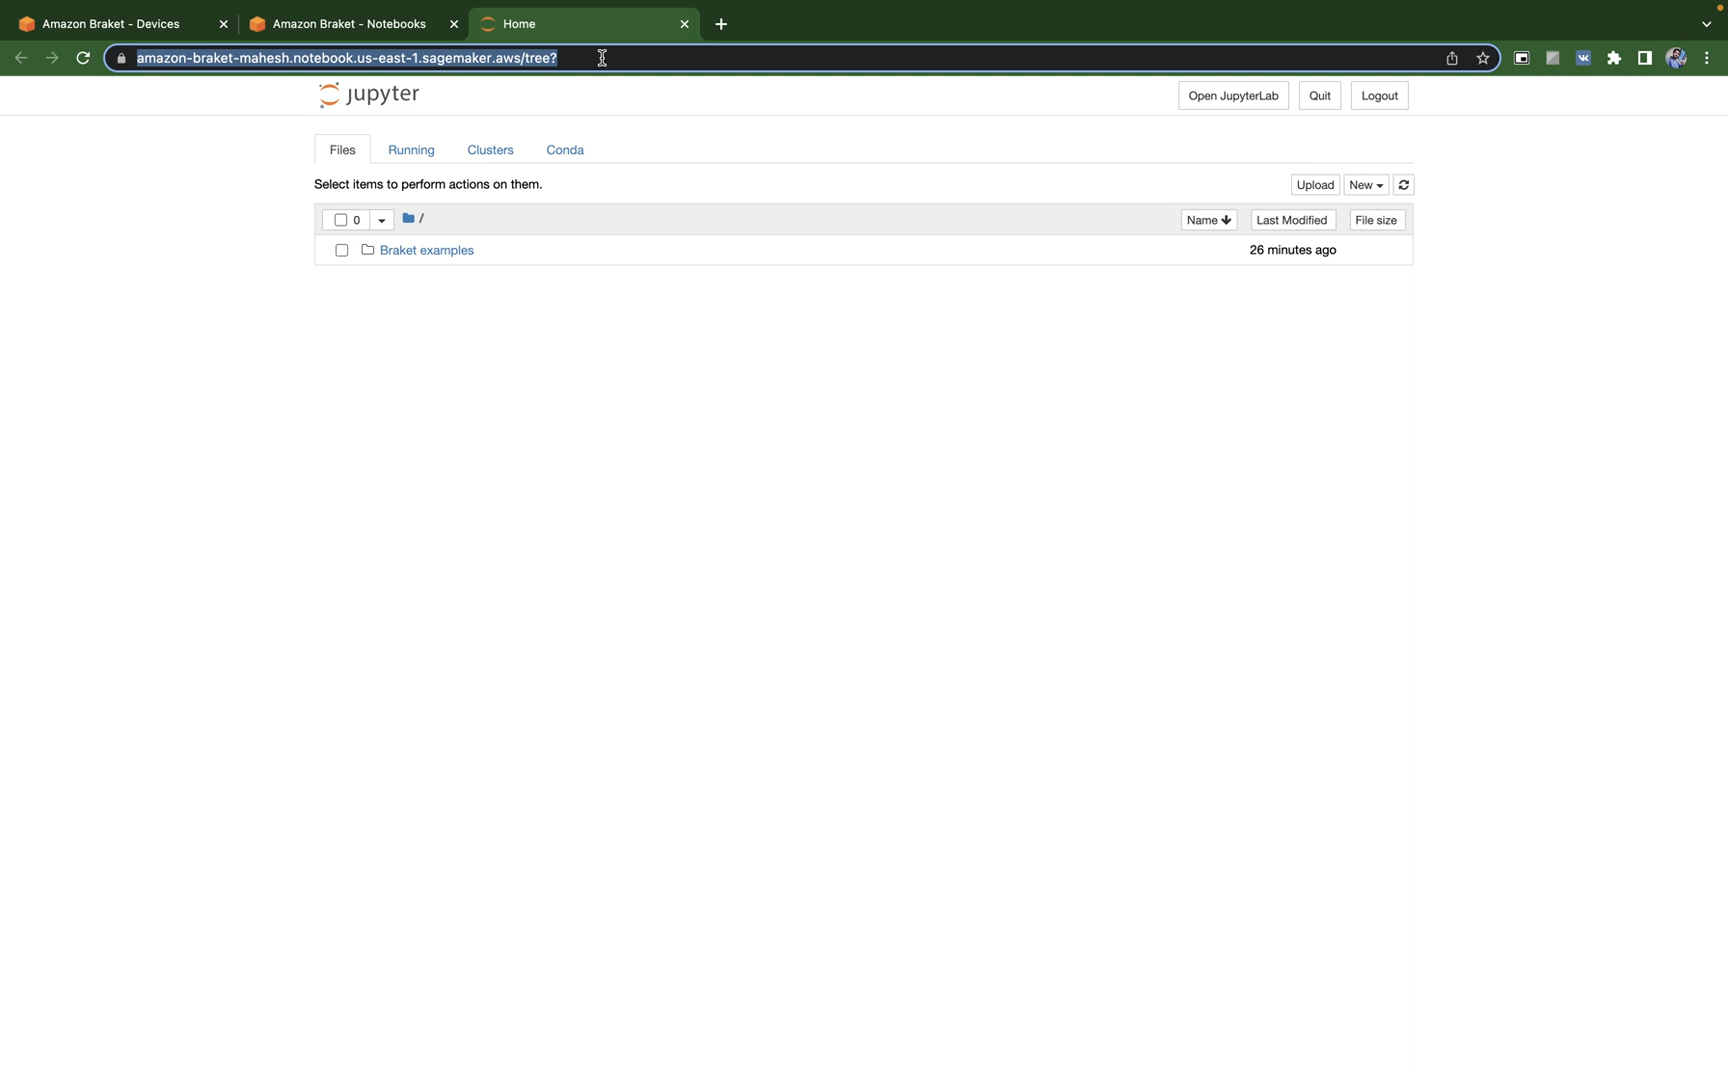 Amazon Braket - Devices
Amazon Braket - Notebooks
Home
amazon-braket-mahesh.notebook.us-east-1.sagemaker.aws/tree?
jupyter
Open JupyterLab
Quit
Logout
Files
Running
Clusters
Conda
Select items to perform actions on them.
Upload
New
0
/
Name
Last Modified
File size
Braket examples
26 minutes ago